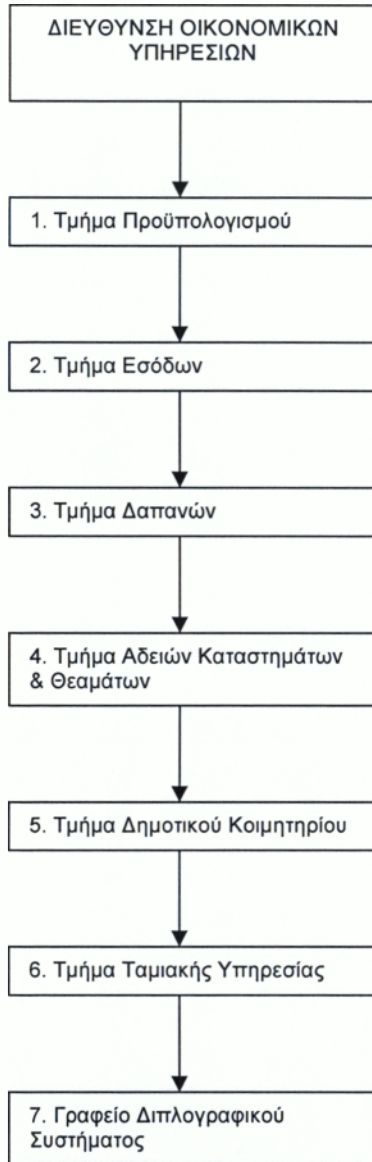 ΔΙΕΥΘΥΝΣΗ ΟΙΚΟΝΟΜΙΚΩΝ
ΥΠΗΡΕΣΙΩΝ
1. Τμήμα Προϋπολογισμού
2. Τμήμα Εσόδων
3. Τμήμα Δαπανών
4. Τμήμα Αδειών Καταστημάτων
& Θεαμάτων
5. Τμήμα Δημοτικού Κοιμητηρίου
6. Τμήμα Ταμιακής Υπηρεσίας
7. Γραφείο Διπλογραφικού
Συστήματος